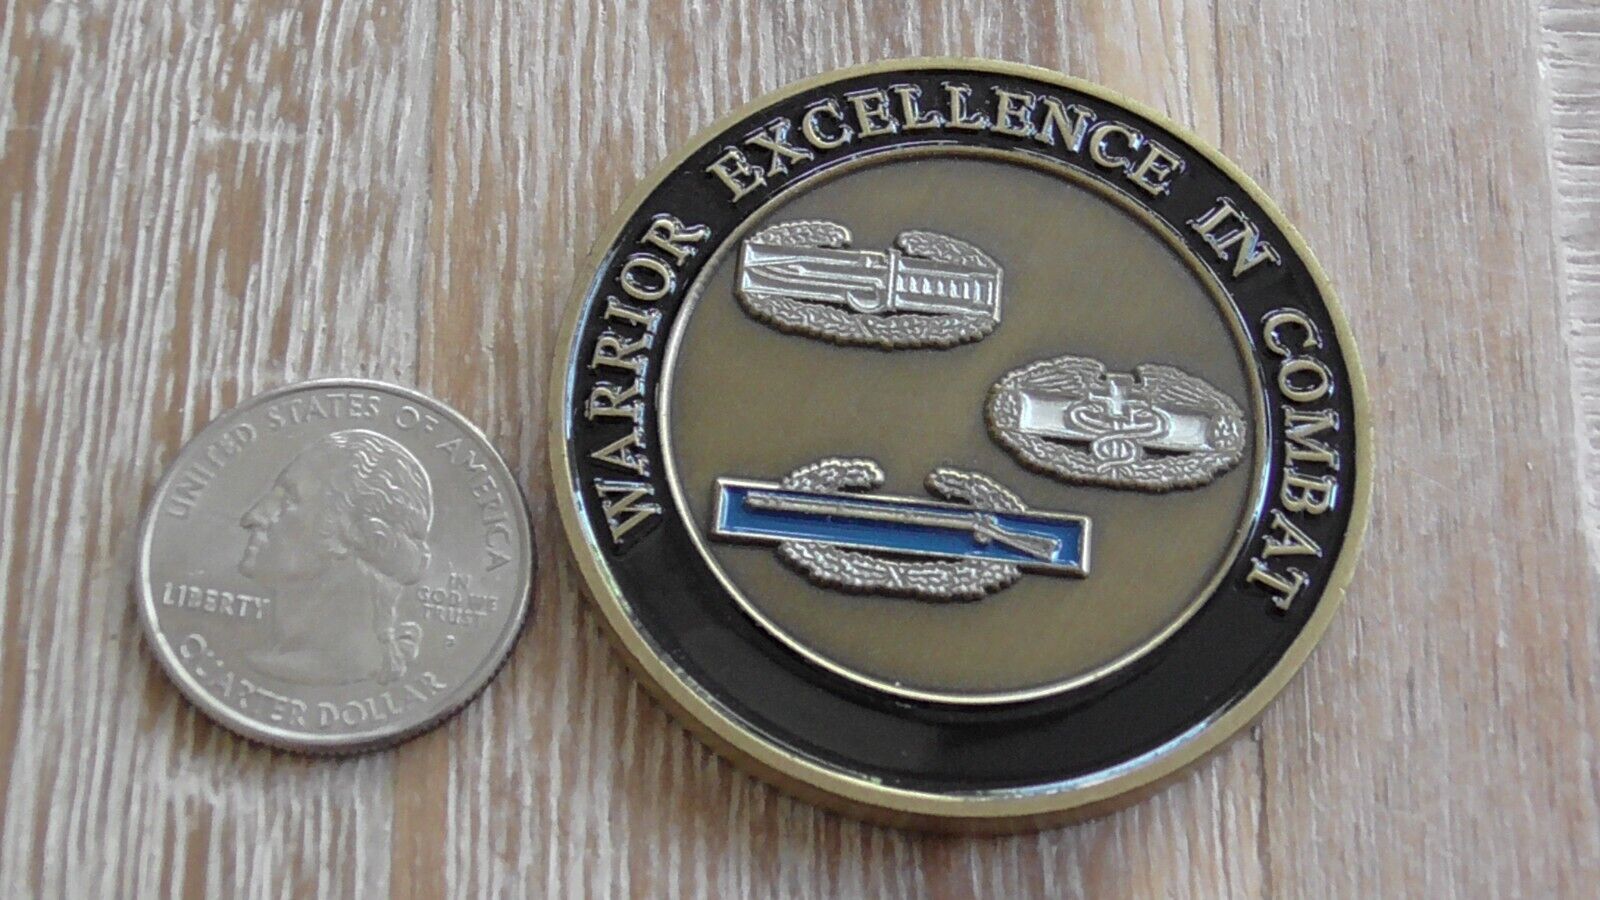 UNITED STATES OF AMERICA
LIBERTY
IN
GOD WE
TRUST
P
QUARTER DOLLAR
WARRIOR EXCELLENCE IN COMBAT